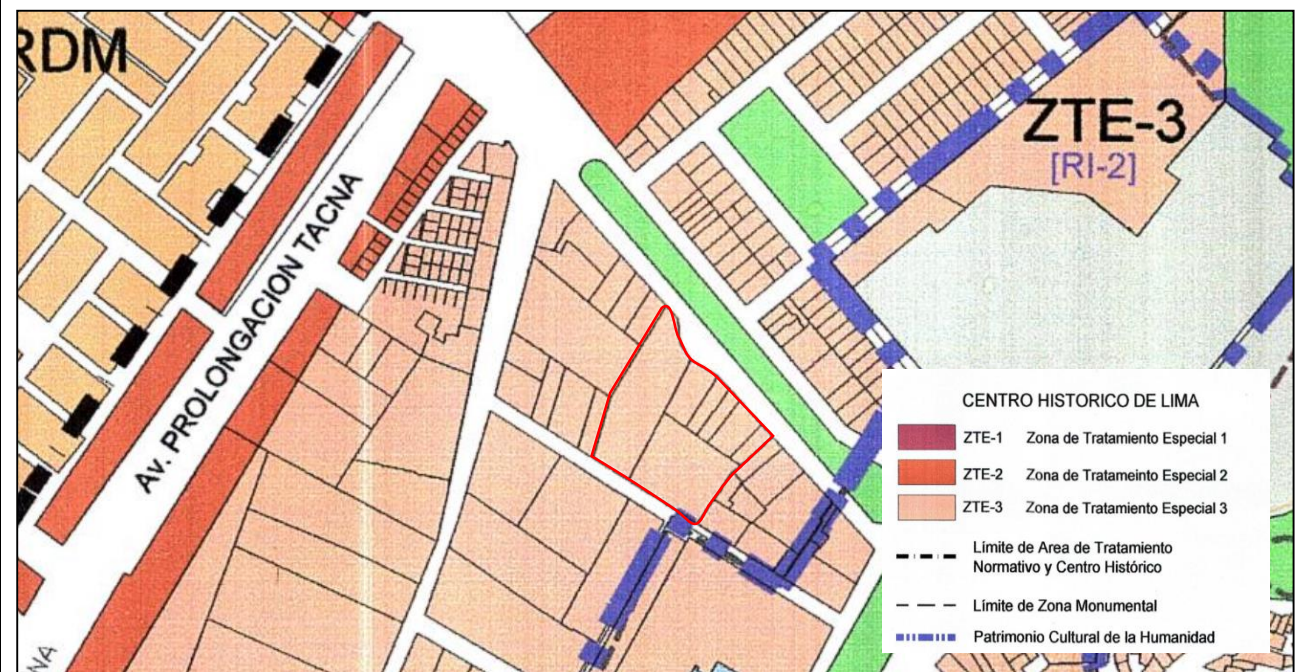 RDM
AV. PROLONGACION TACNA
ZTE-3
[RI-2]
CENTRO HISTORICO DE LIMA
ZTE-1 Zona de Tratamiento Especial 1
ZTE-2 Zona de Trataмeinto Especial 2
ZTE-3 Zona de Tratamiento Especial 3
Límite de Area de Tratamiento
Normativo y Centro Histórico
Límite de Zona Monumental
Patrimonio Cultural de la Humanidad
NA